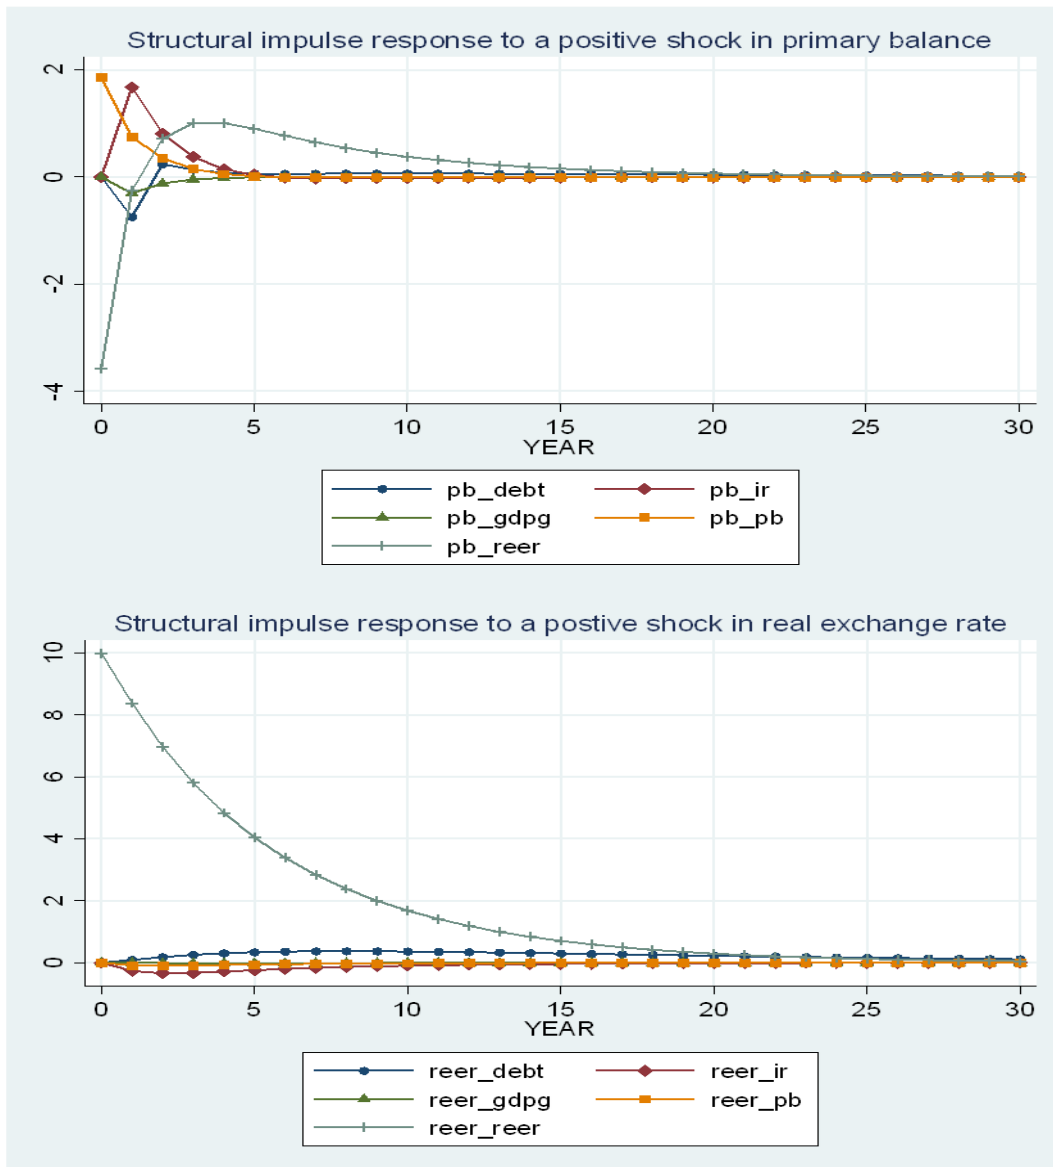 Structural impulse response to a positive shock in primary balance
2
0
-2
-4
0 5 10 15 20 25 30
YEAR
pb_debt pb_ir
pb_gdpg pb_pb
pb_reer
Structural impulse response to a postive shock in real exchange rate
10
8
6
4
2
0
0 5 10 15 20 25 30
YEAR
reer_debt reer_ir
reer_gdpg reer_pb
reer_reer